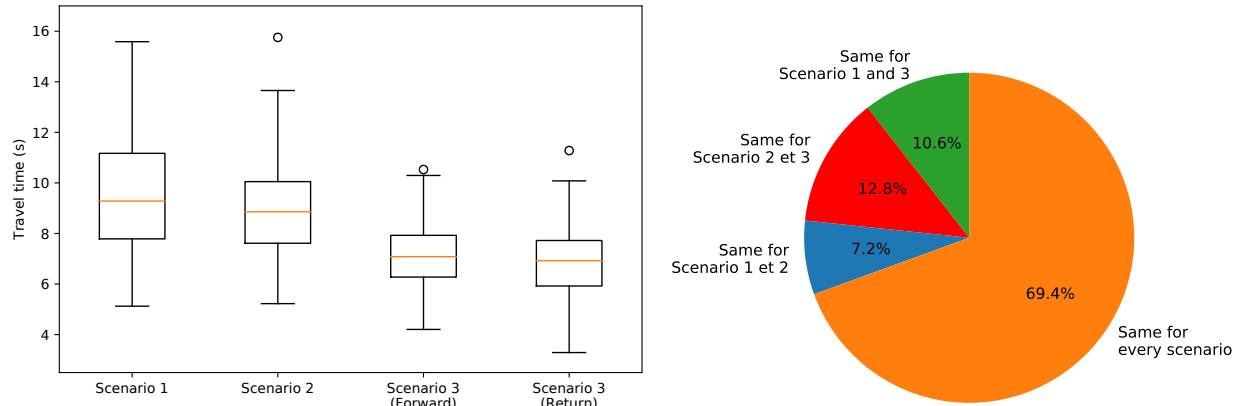 16
14
12
10
8
6
4
Travel time (s)
Scenario 1
Scenario 2
Scenario 3
(Forward)
Scenario 3
(Return)
Same for
Scenario 1 and 3
10.6%
Same for
Scenario 2 et 3
12.8%
Same for
Scenario 1 et 2
7.2%
69.4%
Same for
every scenario